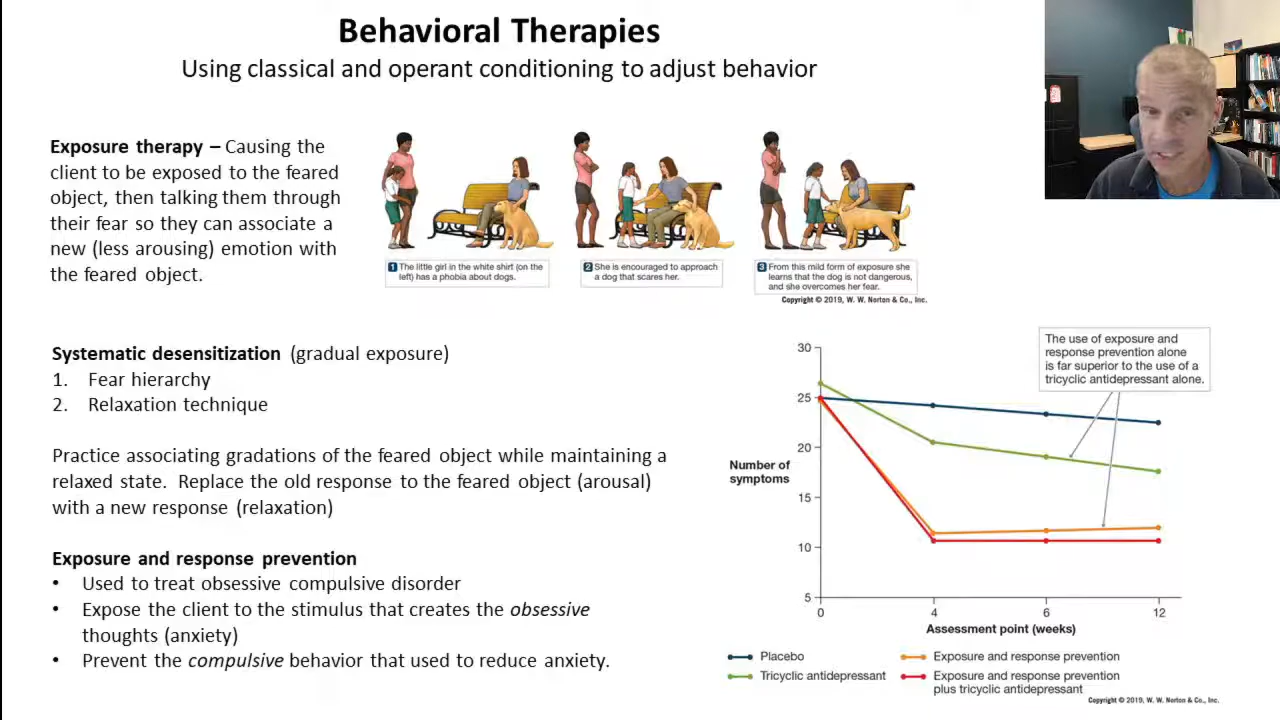 Behavioral Therapies
Using classical and operant conditioning to adjust behavior
Exposure therapy – Causing the
client to be exposed to the feared
object, then talking them through
their fear so they can associate a
new (less arousing) emotion with
the feared object.
1 The little girl in the white shirt (on the
left) has a phobia about dogs.
2 She is encouraged to approach
a dog that scares her.
3 From this mild form of exposure she
learns that the dog is not dangerous,
and she overcomes her fear.
Copyright © 2019, W. W. Norton & Co., Inc.
Systematic desensitization (gradual exposure)
1. Fear hierarchy
2. Relaxation technique
Practice associating gradations of the feared object while maintaining a
relaxed state. Replace the old response to the feared object (arousal)
with a new response (relaxation)
Exposure and response prevention
• Used to treat obsessive compulsive disorder
• Expose the client to the stimulus that creates the obsessive
thoughts (anxiety)
• Prevent the compulsive behavior that used to reduce anxiety.
The use of exposure and
response prevention alone
is far superior to the use of a
tricyclic antidepressant alone.
30
25
20
15
10
5
Number of
symptoms
0 4 6 12
Assessment point (weeks)
Placebo
Tricyclic antidepressant
Exposure and response prevention
Exposure and response prevention
plus tricyclic antidepressant
Copyright © 2019, W. W. Norton & Co., Inc.